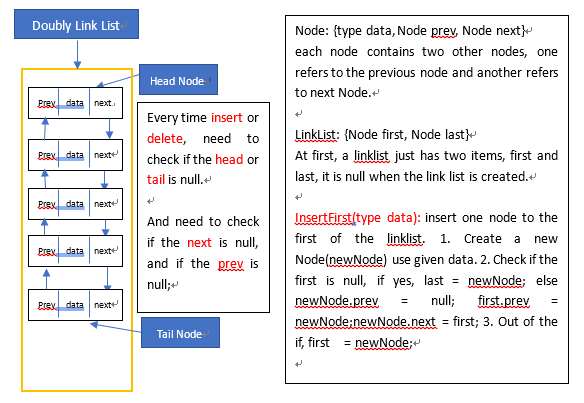 Doubly Link List
Head Node
Prev data next
Prev data next
Prev data next
Prev data next
Prev data next
Tail Node
Every time insert or
delete, need to
check if the head or
tail is null.
And need to check
if the next is null,
and if the prev is
null;
Node: {type data, Node prev, Node next}
each node contains two other nodes, one
refers to the previous node and another refers
to next Node.
LinkList: {Node first, Node last}
At first, a linklist just has two items, first and
last, it is null when the link list is created.
InsertFirst(type data): insert one node to the
first of the linklist. 1. Create a new
Node(newNode) use given data. 2. Check if the
first is null, if yes, last = newNode; else
newNode.prev = null; first.prev =
newNode;newNode.next = first; 3. Out of the
if, first = newNode;